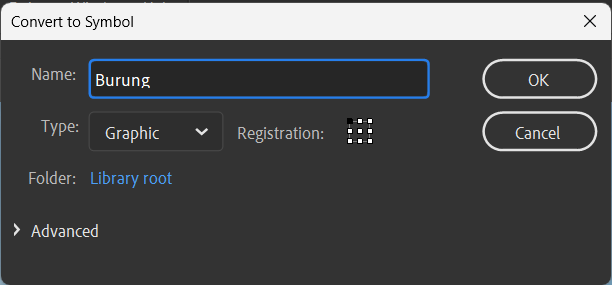 Convert to Symbol
Name: Burung OK
Type: Graphic Registration: Cancel
Folder: Library root
Advanced